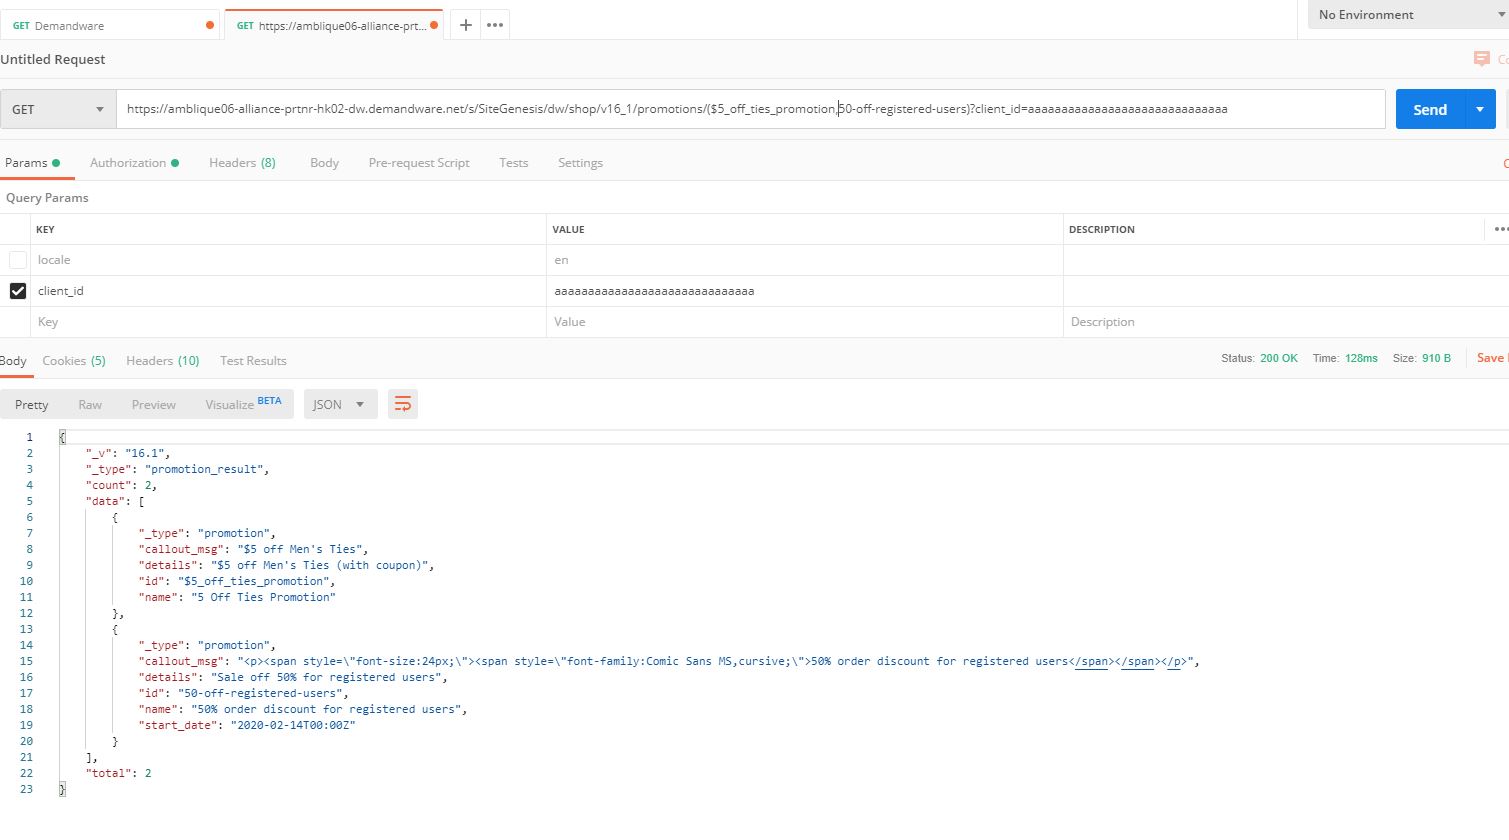 GET Demandware
GET https://amblique06-alliance-prt...
No Environment
Untitled Request
GET https://amblique06-alliance-prtnr-hk02-dw.demandware.net/s/SiteGenesis/dw/shop/v16_1/promotions/($5_off_ties_promotion,50-off-registered-users)?client_id=aaaaaaaaaaaaaaaaaaaaaaaaaaaaaa Send
Params Authorization Headers (8) Body Pre-request Script Tests Settings
Query Params
KEY VALUE DESCRIPTION
locale en
client_id aaaaaaaaaaaaaaaaaaaaaaaaaaaaaa
Key Value Description
Body Cookies (5) Headers (10) Test Results Status: 200 OK Time: 128ms Size: 910 B Save
Pretty Raw Preview Visualize BETA JSON
1 {
2 "_v": "16.1",
3 "_type": "promotion_result",
4 "count": 2,
5 "data": [
6 {
7 "_type": "promotion",
8 "callout_msg": "$5 off Men's Ties",
9 "details": "$5 off Men's Ties (with coupon)",
10 "id": "$5_off_ties_promotion",
11 "name": "5 Off Ties Promotion"
12 },
13 {
14 "_type": "promotion",
15 "callout_msg": "<p><span style=\"font-size:24px;\"><span style=\"font-family:Comic Sans MS,cursive;\">50% order discount for registered users</span></span></p>",
16 "details": "Sale off 50% for registered users",
17 "id": "50-off-registered-users",
18 "name": "50% order discount for registered users",
19 "start_date": "2020-02-14T00:00Z"
20 }
21 ],
22 "total": 2
23 }